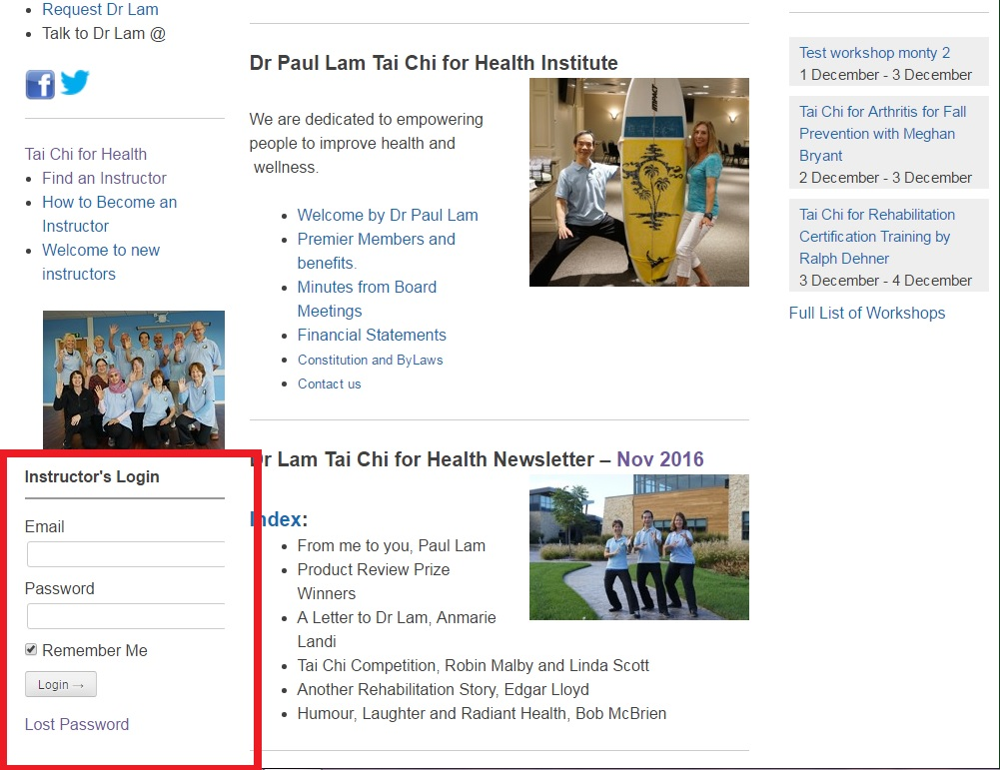 Request Dr Lam
Talk to Dr Lam @
Tai Chi for Health
Find an Instructor
How to Become an
Instructor
Welcome to new
instructors
Instructor's Login
Email
Password
Remember Me
Login →
Lost Password
Dr Paul Lam Tai Chi for Health Institute
We are dedicated to empowering
people to improve health and
wellness.
Welcome by Dr Paul Lam
Premier Members and
benefits.
Minutes from Board
Meetings
Financial Statements
Constitution and ByLaws
Contact us
Dr Lam Tai Chi for Health Newsletter – Nov 2016
Index:
From me to you, Paul Lam
Product Review Prize
Winners
A Letter to Dr Lam, Anmarie
Landi
Tai Chi Competition, Robin Malby and Linda Scott
Another Rehabilitation Story, Edgar Lloyd
Humour, Laughter and Radiant Health, Bob McBrien
Test workshop monty 2
1 December - 3 December
Tai Chi for Arthritis for Fall
Prevention with Meghan
Bryant
2 December - 3 December
Tai Chi for Rehabilitation
Certification Training by
Ralph Dehner
3 December - 4 December
Full List of Workshops
IMPACT